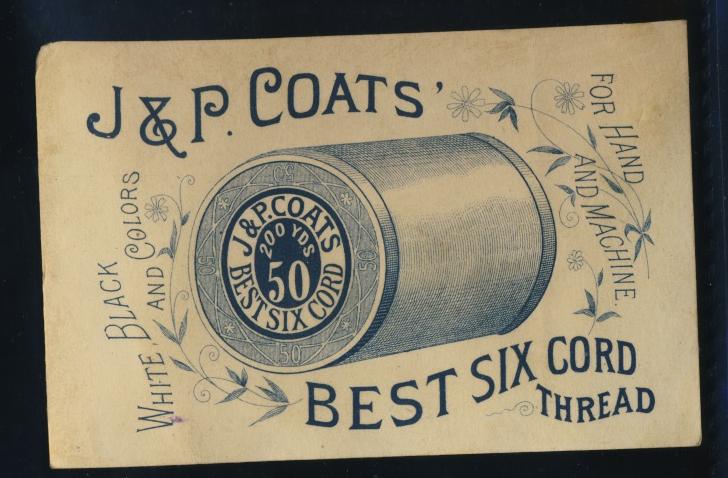 J & P. COATS'
FOR HAND
AND MACHINE.
WHITE, BLACK
AND COLORS
50
50
50
50
J. & P. COATS
200 YDS
50
BEST SIX CORD
BEST SIX CORD
THREAD